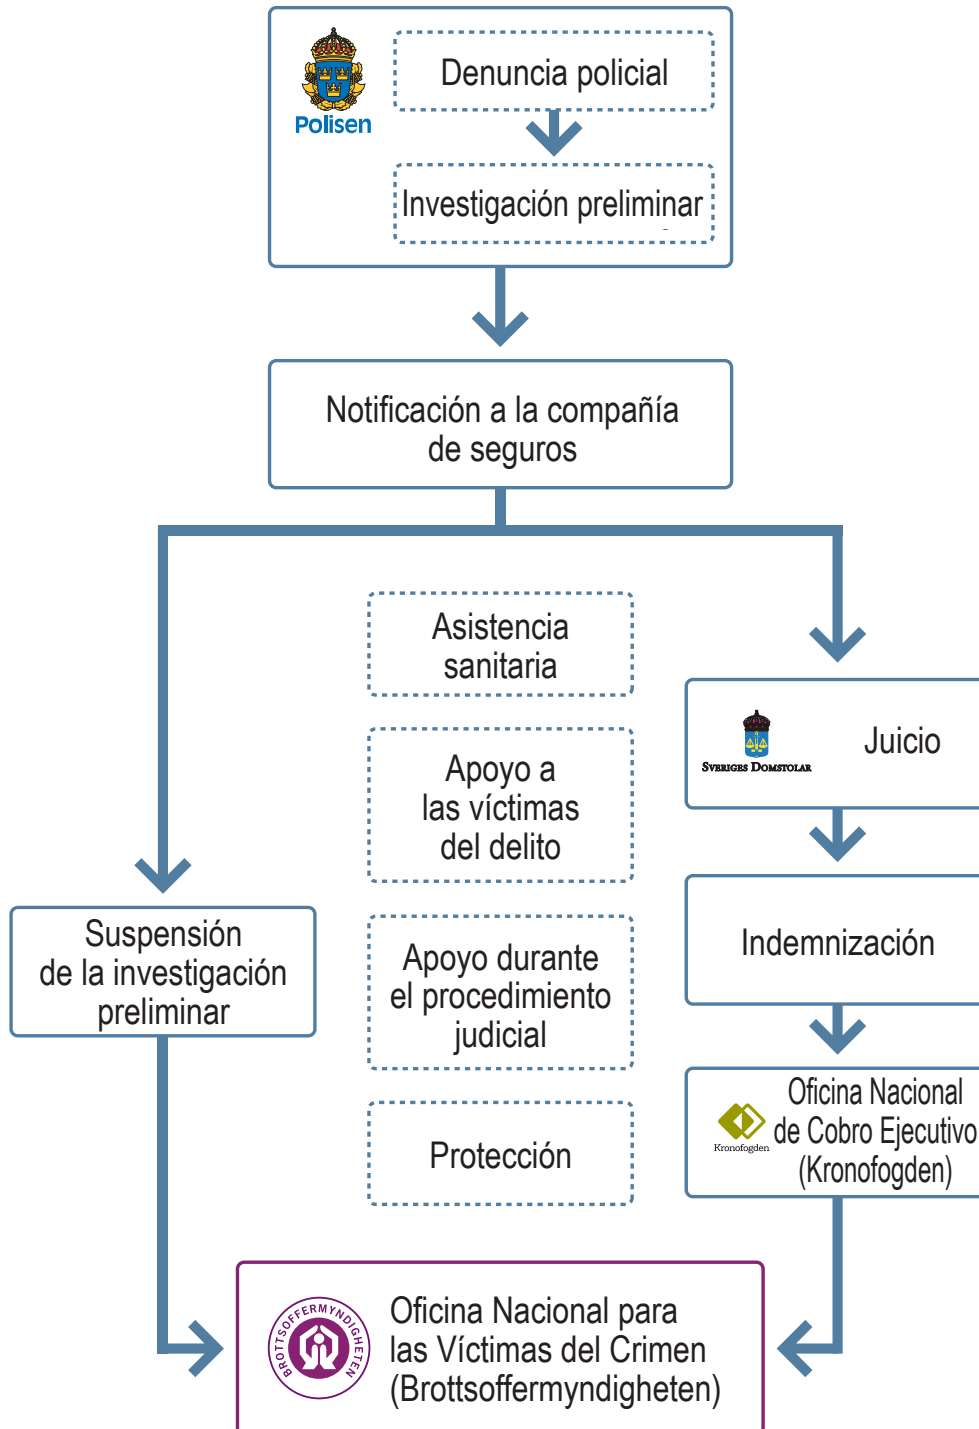 Polisen
Denuncia policial
Investigación preliminar
Notificación a la compañía
de seguros
Asistencia
sanitaria
Apoyo a
las víctimas
del delito
Apoyo durante
el procedimiento
judicial
Protección
Suspensión
de la investigación
preliminar
SVERIGES DOMSTOLAR
Juicio
Indemnización
Kronofogden
Oficina Nacional
de Cobro Ejecutivo
(Kronofogden)
BROTTSOFFERMYNDIGHETEN
Oficina Nacional para
las Víctimas del Crimen
(Brottsoffermyndigheten)